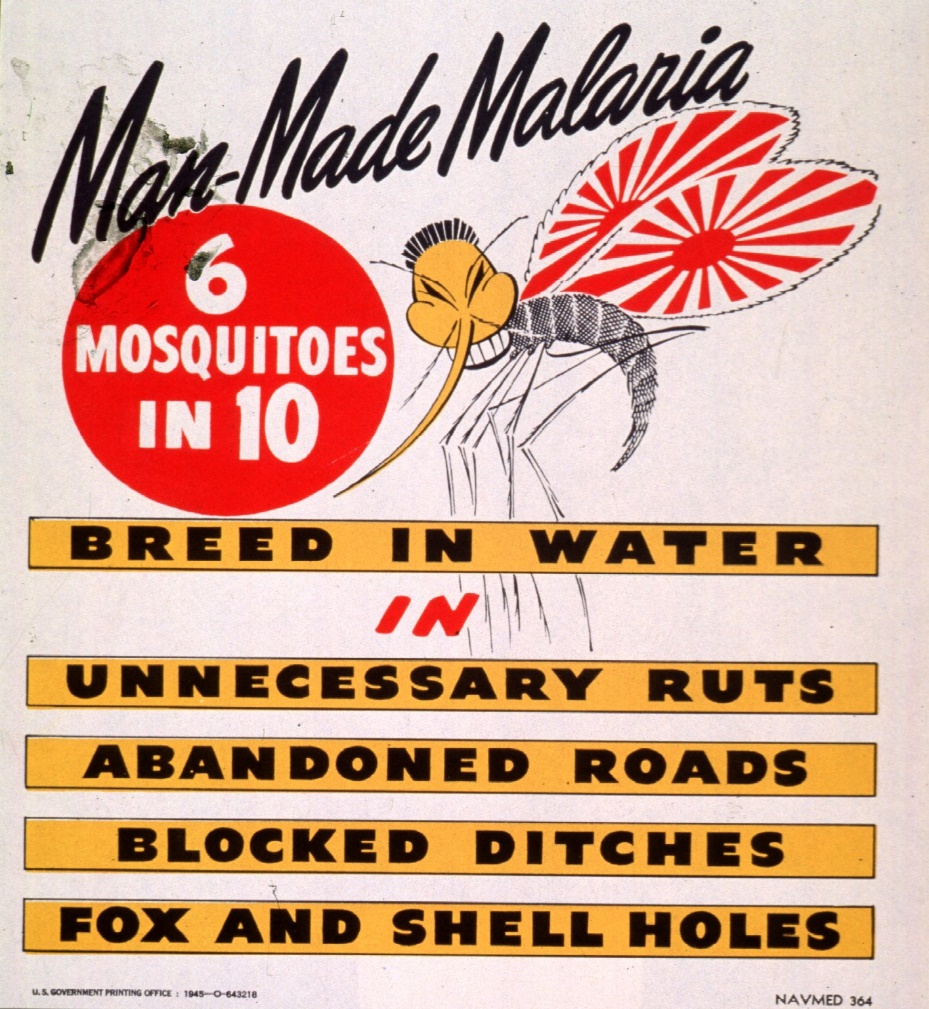 Man-Made Malaria
6
MOSQUITOES
IN 10
BREED IN WATER
IN
UNNECESSARY RUTS
ABANDONED ROADS
BLOCKED DITCHES
FOX AND SHELL HOLES
U.S. GOVERNMENT PRINTING OFFICE : 1945—O-643218
NAVMED 364